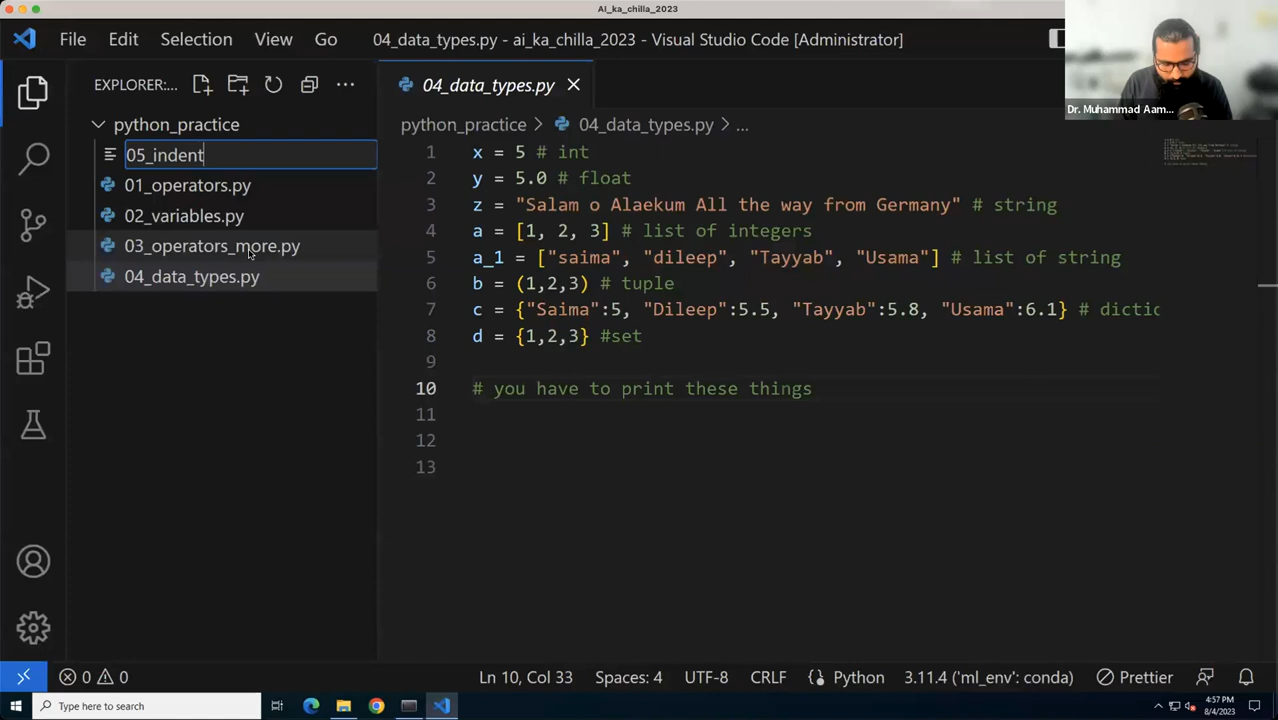 AI_ka_chilla_2023
File Edit Selection View Go 04_data_types.py - ai_ka_chilla_2023 - Visual Studio Code [Administrator]
Dr. Muhammad Aam...
EXPLORER:...
python_practice
05_indent
01_operators.py
02_variables.py
03_operators_more.py
04_data_types.py
04_data_types.py
python_practice > 04_data_types.py > ...
1 x = 5 # int
2 y = 5.0 # float
3 z = "Salam o Alaekum All the way from Germany" # string
4 a = [1, 2, 3] # list of integers
5 a_1 = ["saima", "dileep", "Tayyab", "Usama"] # list of string
6 b = (1,2,3) # tuple
7 c = {"Saima":5, "Dileep":5.5, "Tayyab":5.8, "Usama":6.1} # dictic
8 d = {1,2,3} #set
9
10 # you have to print these things
11
12
13
0 0 Ln 10, Col 33 Spaces: 4 UTF-8 CRLF Python 3.11.4 ('ml_env': conda) Prettier
Type here to search
4:57 PM
8/4/2023